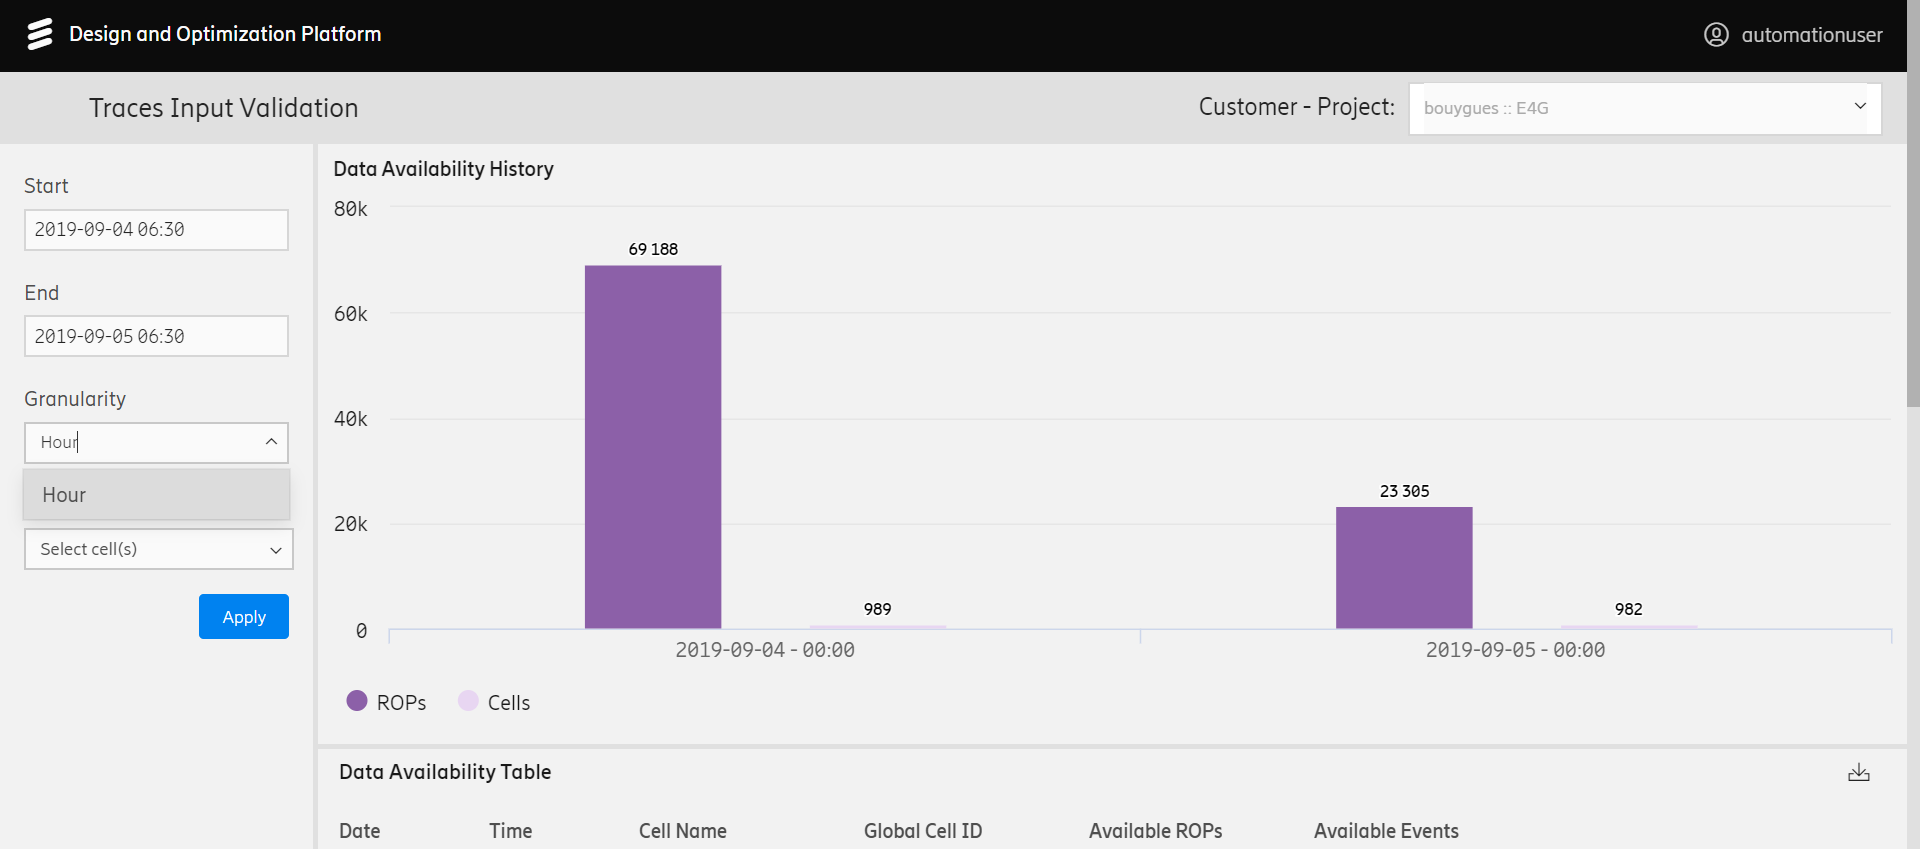 Design and Optimization Platform
automationuser
Traces Input Validation
Customer - Project:
bouygues :: E4G
Start
2019-09-04 06:30
End
2019-09-05 06:30
Granularity
Hour
Hour
Select cell(s)
Apply
Data Availability History
80k
60k
40k
20k
0
69 188
989
23 305
982
2019-09-04 - 00:00
2019-09-05 - 00:00
ROPs
Cells
Data Availability Table
Date Time Cell Name Global Cell ID Available ROPs Available Events